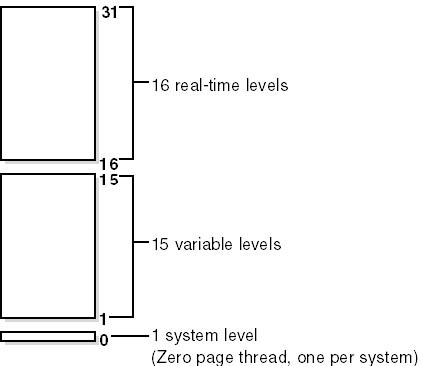 31
16 real-time levels
16
15
15 variable levels
1
1 system level
0
(Zero page thread, one per system)